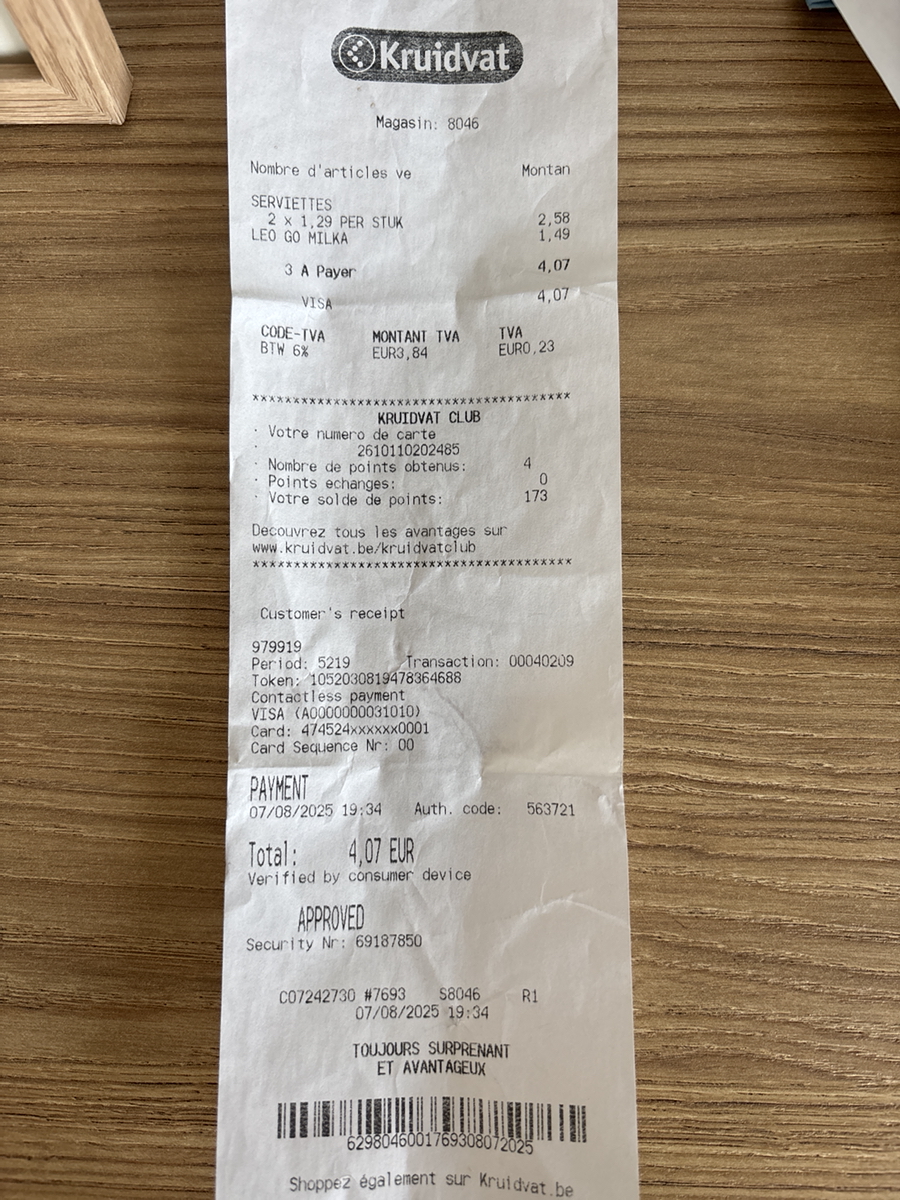 Kruidvat
Magasin: 8046
Nombre d'articles ve Montan
SERVIETTES
2 x 1,29 PER STUK 2,58
LEO GO MILKA 1,49
3 A Payer 4,07
VISA 4,07
CODE-TVA MONTANT TVA TVA
BTW 6% EUR3,84 EUR0,23
****************************************
KRUIDVAT CLUB
· Votre numero de carte
· 2610110202485
· Nombre de points obtenus: 4
· Points echanges: 0
· Votre solde de points: 173
Decouvrez tous les avantages sur
www.kruidvat.be/kruidvatclub
****************************************
Customer's receipt
979919
Period: 5219 Transaction: 00040209
Token: 1052030819478364688
Contactless payment
VISA (A0000000031010)
Card: 474524xxxxxx0001
Card Sequence Nr: 00
PAYMENT
07/08/2025 19:34 Auth. code: 563721
Total: 4,07 EUR
Verified by consumer device
APPROVED
Security Nr: 69187850
C07242730 #7693 S8046 R1
07/08/2025 19:34
TOUJOURS SURPRENANT
ET AVANTAGEUX
6298046001769308072025
Shoppez également sur Kruidvat.be